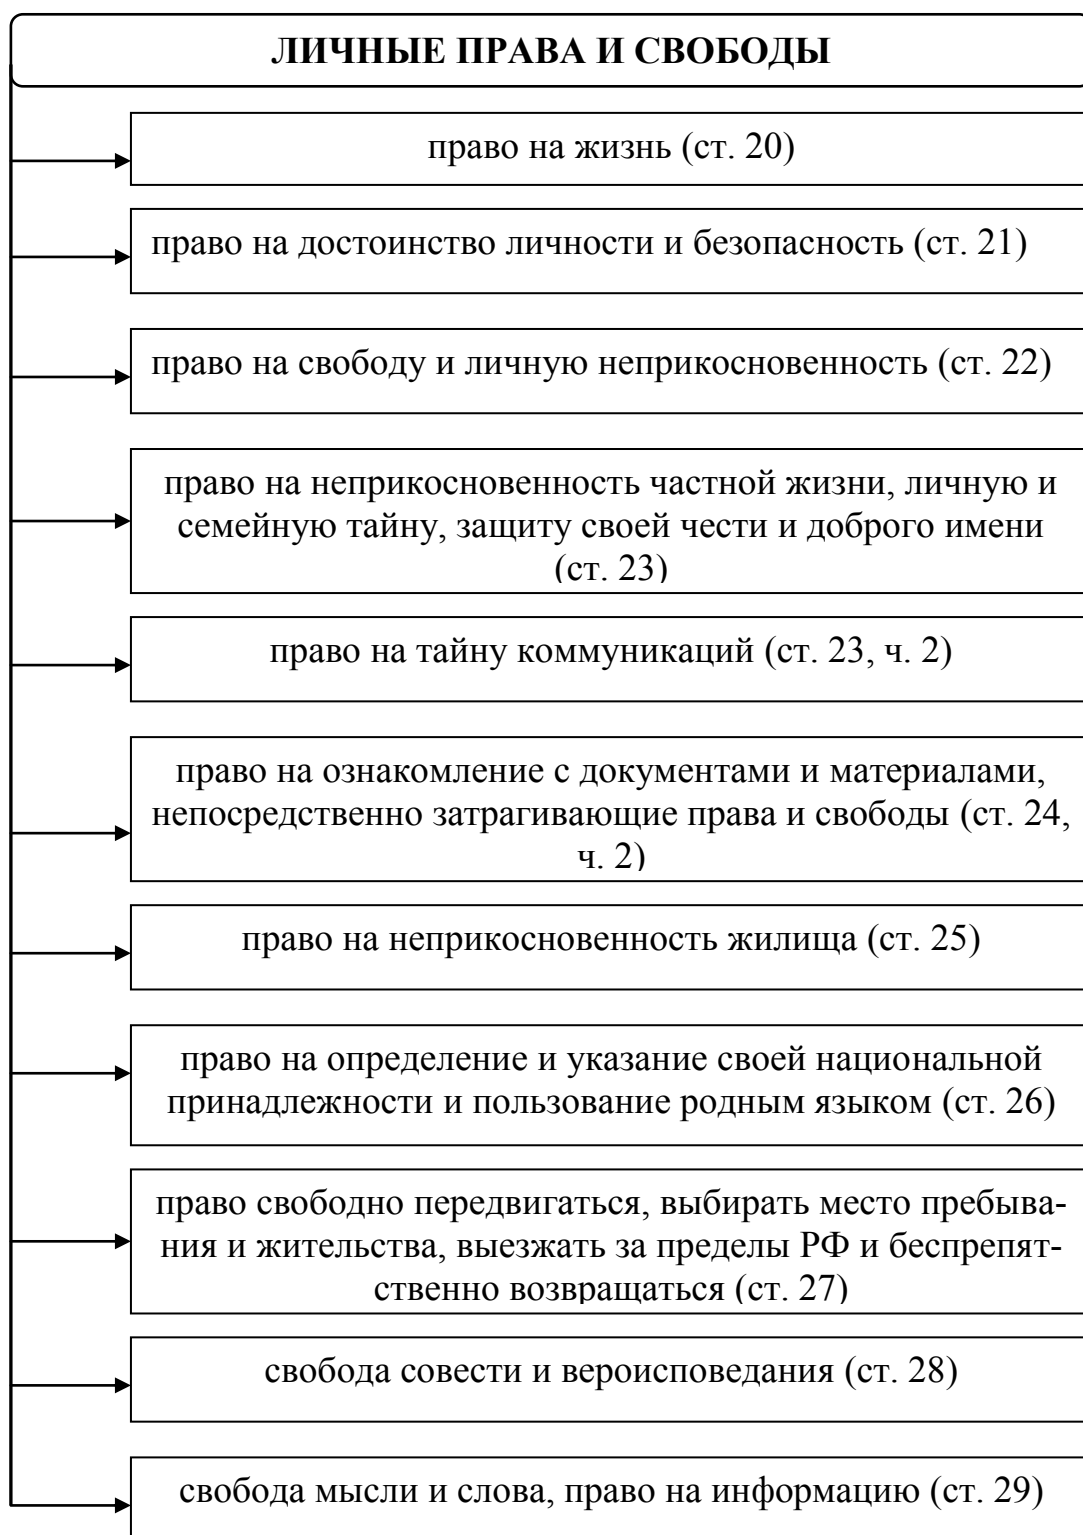 ЛИЧНЫЕ ПРАВА И СВОБОДЫ
право на жизнь (ст. 20)
право на достоинство личности и безопасность (ст. 21)
право на свободу и личную неприкосновенность (ст. 22)
право на неприкосновенность частной жизни, личную и
семейную тайну, защиту своей чести и доброго имени
(ст. 23)
право на тайну коммуникаций (ст. 23, ч. 2)
право на ознакомление с документами и материалами,
непосредственно затрагивающие права и свободы (ст. 24,
ч. 2)
право на неприкосновенность жилища (ст. 25)
право на определение и указание своей национальной
принадлежности и пользование родным языком (ст. 26)
право свободно передвигаться, выбирать место пребыва-
ния и жительства, выезжать за пределы РФ и беспрепят-
ственно возвращаться (ст. 27)
свобода совести и вероисповедания (ст. 28)
свобода мысли и слова, право на информацию (ст. 29)